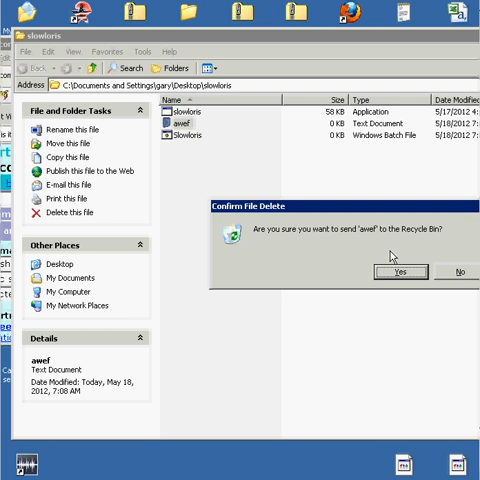 slowloris
File Edit View Favorites Tools Help
Back Search Folders
Address C:\Documents and Settings\gary\Desktop\slowloris
Name Size Type Date Modified
File and Folder Tasks
Rename this file
Move this file
Copy this file
Publish this file to the Web
E-mail this file
Print this file
Delete this file
slowloris 58 KB Application 5/17/2012 4:
awef 0 KB Text Document 5/18/2012 7:
Slowloris 0 KB Windows Batch File 5/18/2012 7:
Confirm File Delete
Are you sure you want to send 'awef' to the Recycle Bin?
Yes No
Other Places
Desktop
My Documents
My Computer
My Network Places
Details
awef
Text Document
Date Modified: Today, May 18,
2012, 7:08 AM